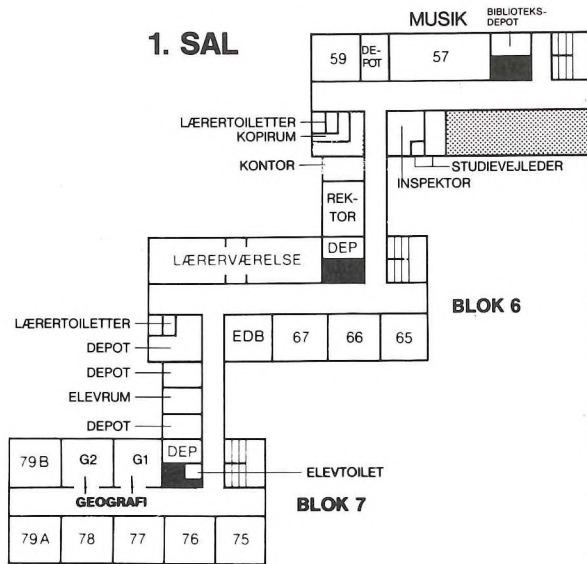 1. SAL
MUSIK
BIBLIOTEKS-
DEPOT
59
DE-
POT
57
LÆRERTOILETTER
KOPIRUM
KONTOR
STUDIEVEJLEDER
INSPEKTOR
REK-
TOR
DEP
LÆRERVÆRELSE
BLOK 6
LÆRERTOILETTER
DEPOT
EDB
67
66
65
DEPOT
ELEVRUM
DEPOT
79B
G2
G1
DEP
ELEVTOILET
GEOGRAFI
BLOK 7
79A
78
77
76
75